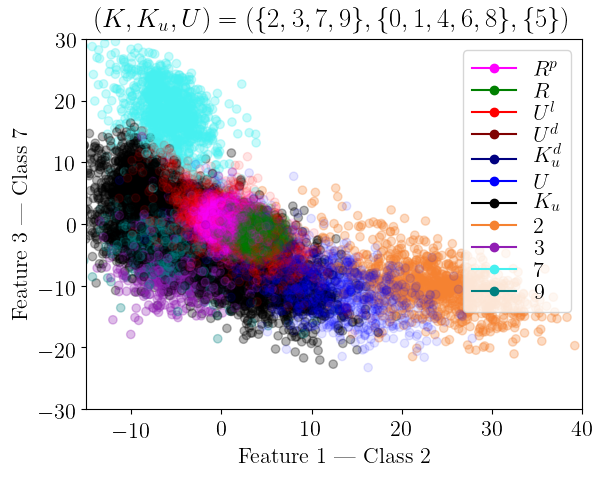 (K, K_u, U) = ({2, 3, 7, 9}, {0, 1, 4, 6, 8}, {5})
30
20
10
0
−10
−20
−30
Feature 3 — Class 7
R^p
R
U^l
U^d
K_u^d
U
K_u
2
3
7
9
−10
0
10
20
30
40
Feature 1 — Class 2